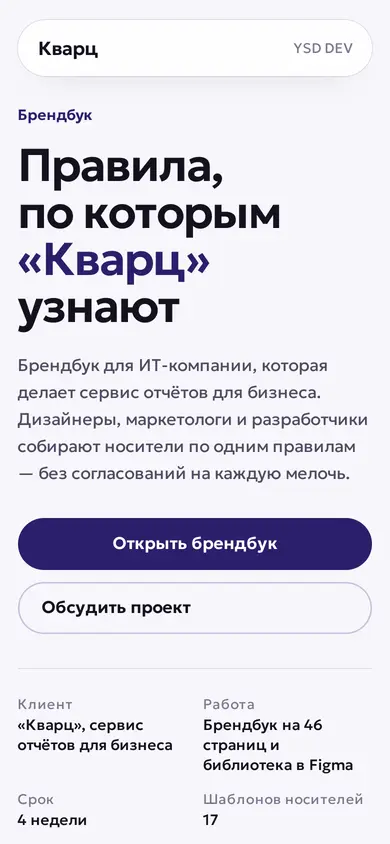 Кварц
YSD DEV
Брендбук
Правила,
по которым
«Кварц»
узнают
Брендбук для ИТ-компании, которая
делает сервис отчётов для бизнеса.
Дизайнеры, маркетологи и разработчики
собирают носители по одним правилам
— без согласований на каждую мелочь.
Открыть брендбук
Обсудить проект
Клиент
«Кварц», сервис
отчётов для бизнеса
Работа
Брендбук на 46
страниц и
библиотека в Figma
Срок
4 недели
Шаблонов носителей
17